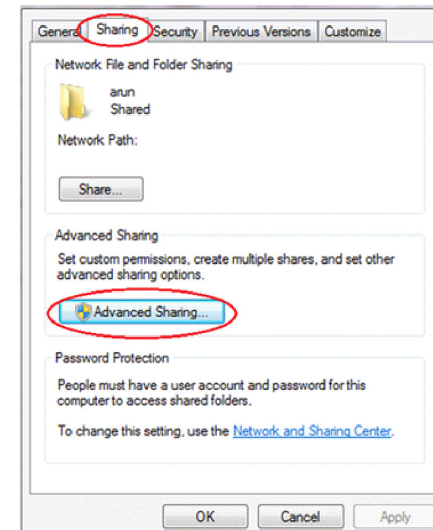 General Sharing Security Previous Versions Customize
Network File and Folder Sharing
arun
Shared
Network Path:
Share...
Advanced Sharing
Set custom permissions, create multiple shares, and set other
advanced sharing options.
Advanced Sharing...
Password Protection
People must have a user account and password for this
computer to access shared folders.
To change this setting, use the Network and Sharing Center.
OK Cancel Apply